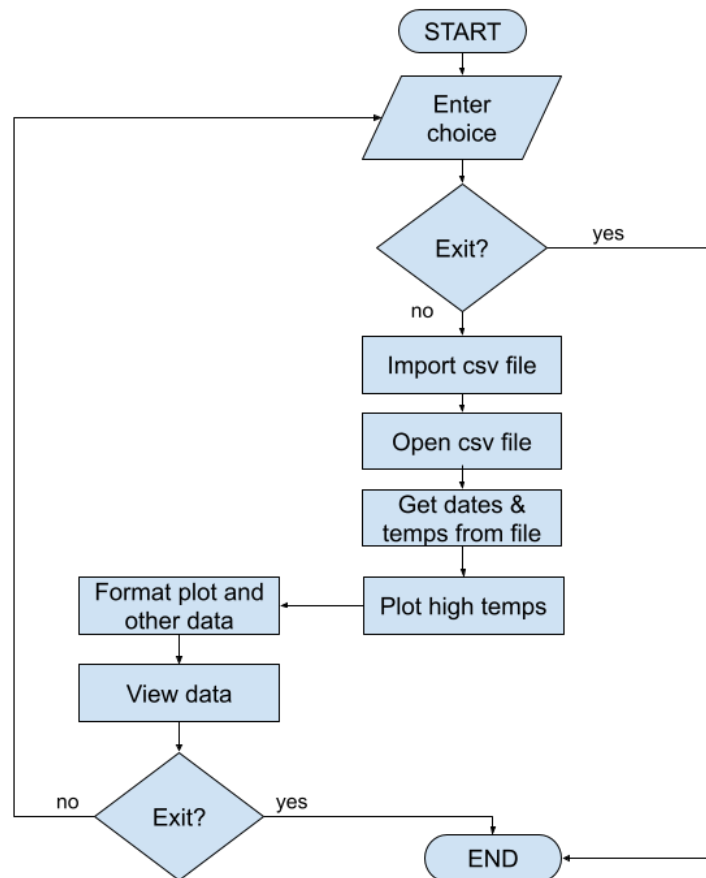 START
Enter
choice
Exit?
yes
no
Import csv file
Open csv file
Get dates &
temps from file
Plot high temps
Format plot and
other data
View data
Exit?
no
yes
END